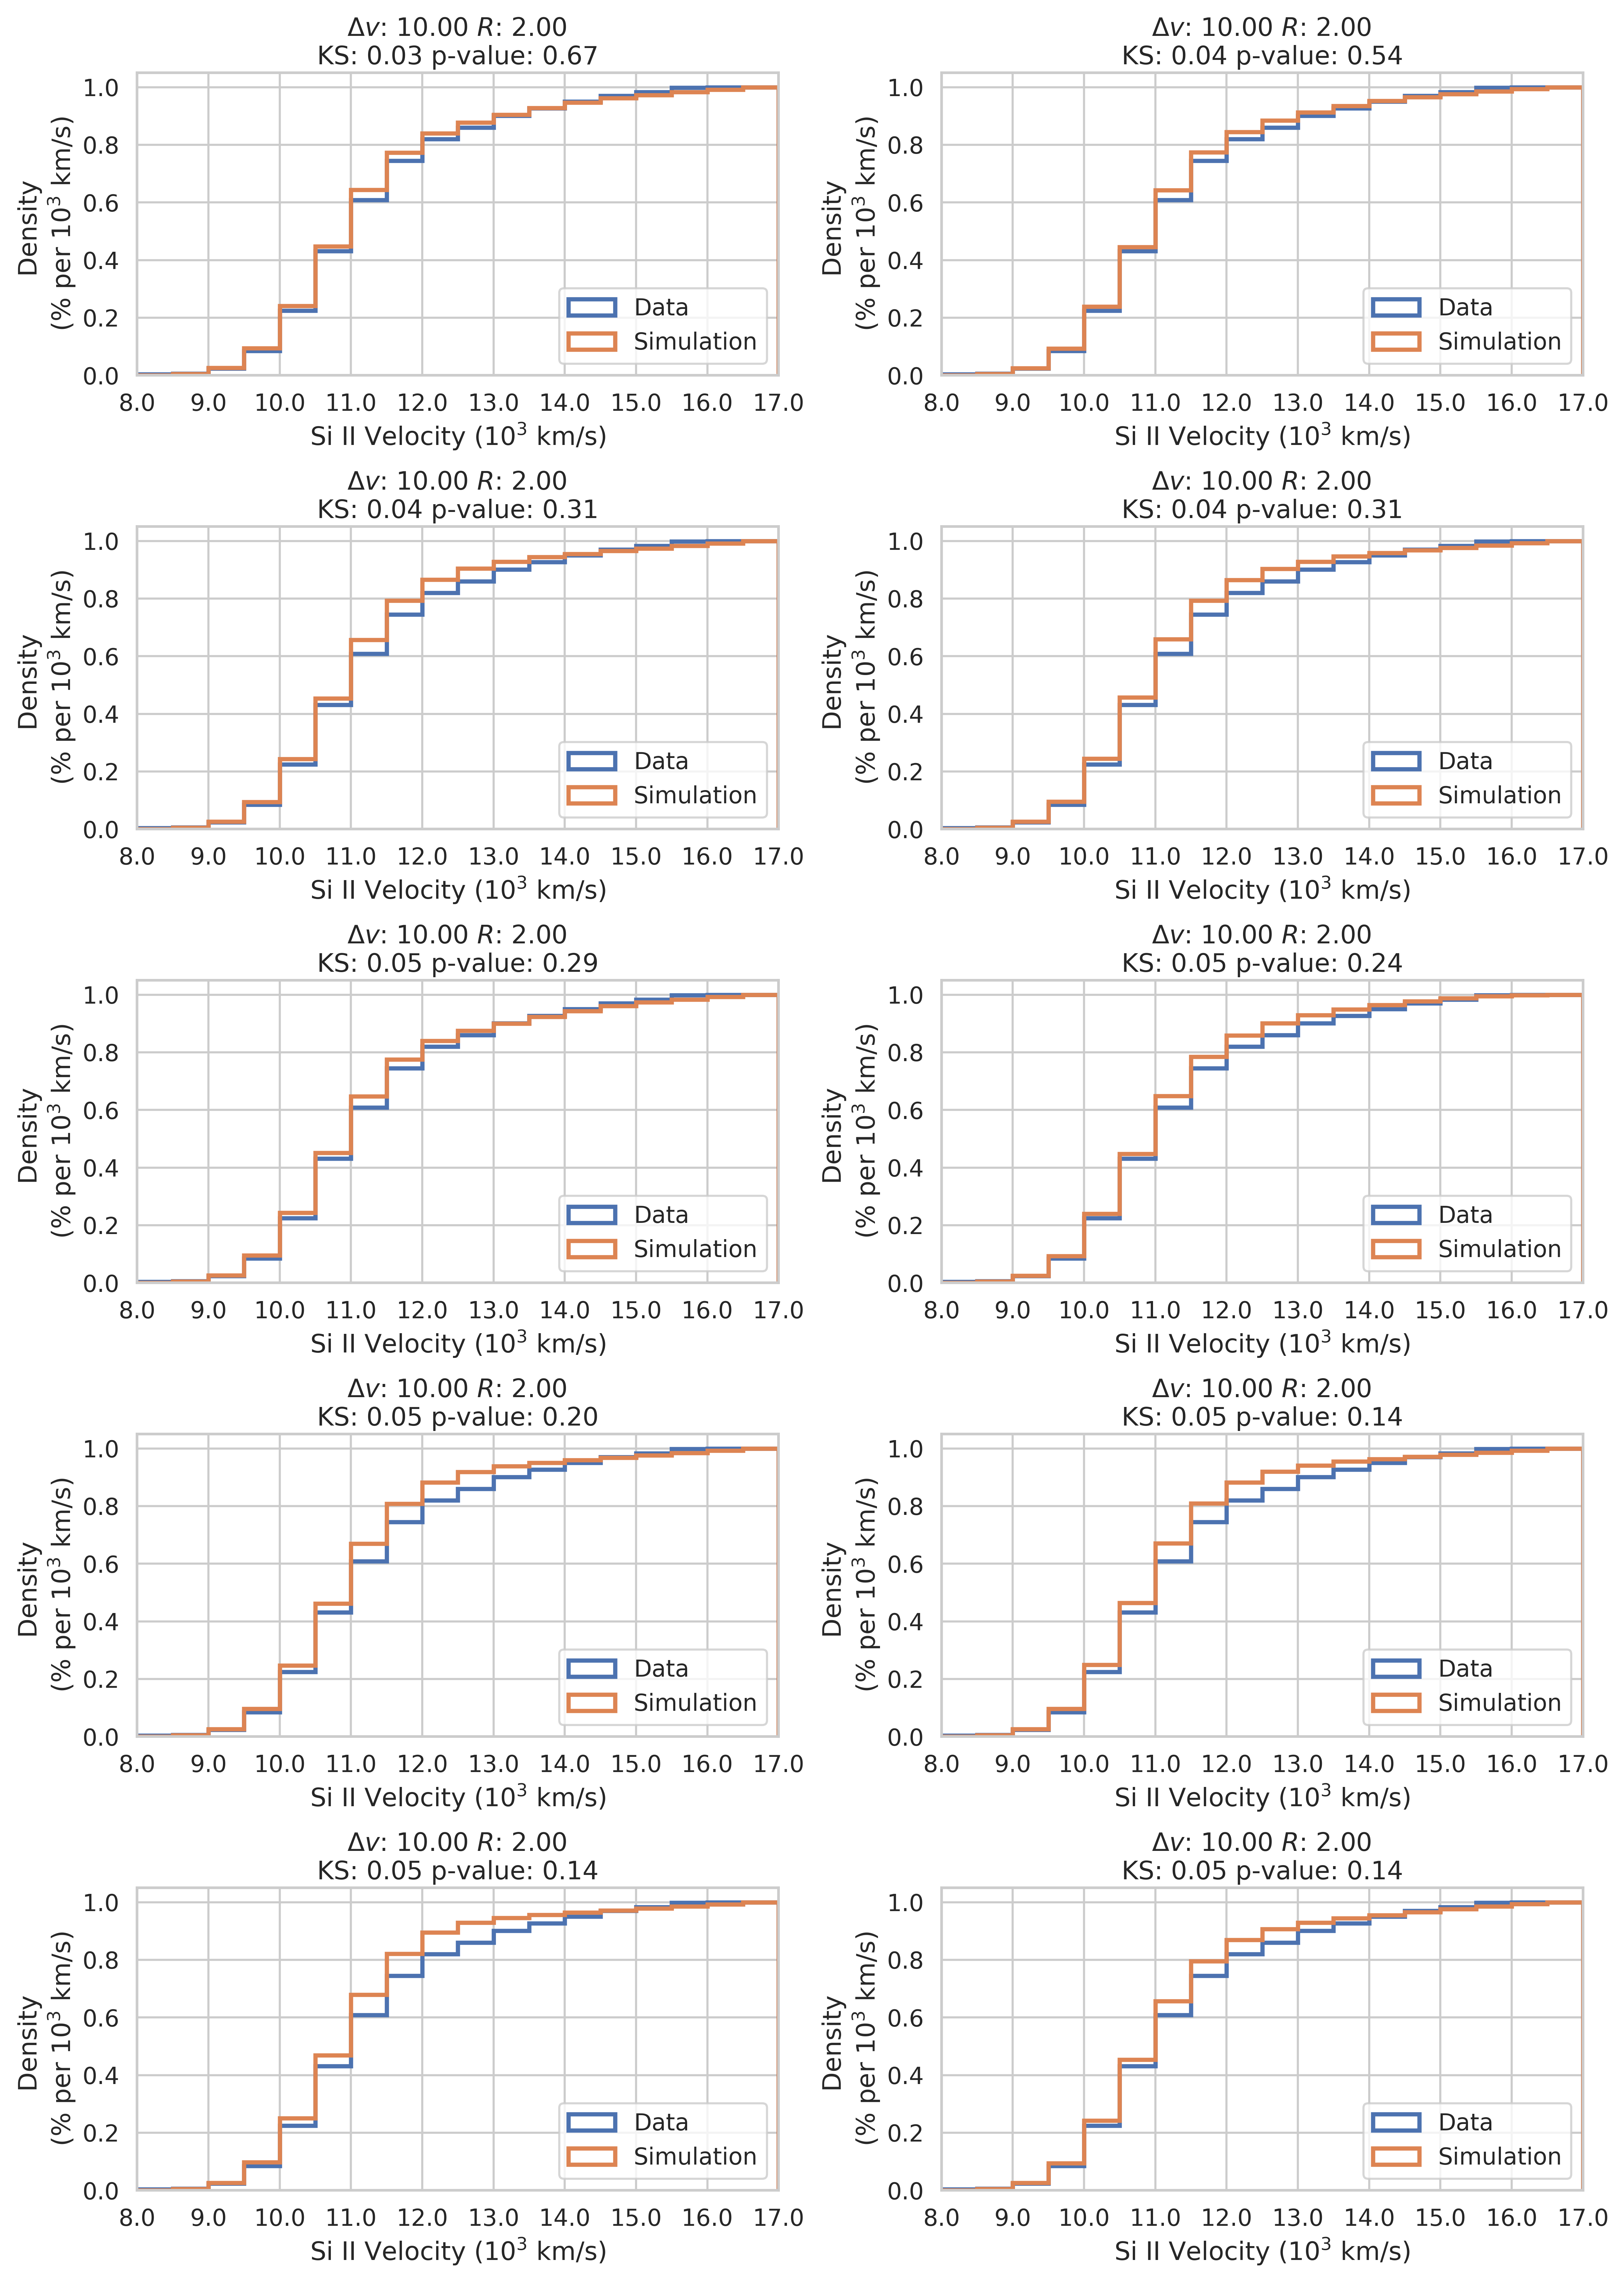 Δv: 10.00 R: 2.00
KS: 0.03 p-value: 0.67
1.0
0.8
0.6
0.4
0.2
0.0
Density
(% per 10³ km/s)
Data
Simulation
8.0 9.0 10.0 11.0 12.0 13.0 14.0 15.0 16.0 17.0
Si II Velocity (10³ km/s)
Δv: 10.00 R: 2.00
KS: 0.04 p-value: 0.54
1.0
0.8
0.6
0.4
0.2
0.0
Density
(% per 10³ km/s)
Data
Simulation
8.0 9.0 10.0 11.0 12.0 13.0 14.0 15.0 16.0 17.0
Si II Velocity (10³ km/s)
Δv: 10.00 R: 2.00
KS: 0.04 p-value: 0.31
1.0
0.8
0.6
0.4
0.2
0.0
Density
(% per 10³ km/s)
Data
Simulation
8.0 9.0 10.0 11.0 12.0 13.0 14.0 15.0 16.0 17.0
Si II Velocity (10³ km/s)
Δv: 10.00 R: 2.00
KS: 0.04 p-value: 0.31
1.0
0.8
0.6
0.4
0.2
0.0
Density
(% per 10³ km/s)
Data
Simulation
8.0 9.0 10.0 11.0 12.0 13.0 14.0 15.0 16.0 17.0
Si II Velocity (10³ km/s)
Δv: 10.00 R: 2.00
KS: 0.05 p-value: 0.29
1.0
0.8
0.6
0.4
0.2
0.0
Density
(% per 10³ km/s)
Data
Simulation
8.0 9.0 10.0 11.0 12.0 13.0 14.0 15.0 16.0 17.0
Si II Velocity (10³ km/s)
Δv: 10.00 R: 2.00
KS: 0.05 p-value: 0.24
1.0
0.8
0.6
0.4
0.2
0.0
Density
(% per 10³ km/s)
Data
Simulation
8.0 9.0 10.0 11.0 12.0 13.0 14.0 15.0 16.0 17.0
Si II Velocity (10³ km/s)
Δv: 10.00 R: 2.00
KS: 0.05 p-value: 0.20
1.0
0.8
0.6
0.4
0.2
0.0
Density
(% per 10³ km/s)
Data
Simulation
8.0 9.0 10.0 11.0 12.0 13.0 14.0 15.0 16.0 17.0
Si II Velocity (10³ km/s)
Δv: 10.00 R: 2.00
KS: 0.05 p-value: 0.14
1.0
0.8
0.6
0.4
0.2
0.0
Density
(% per 10³ km/s)
Data
Simulation
8.0 9.0 10.0 11.0 12.0 13.0 14.0 15.0 16.0 17.0
Si II Velocity (10³ km/s)
Δv: 10.00 R: 2.00
KS: 0.05 p-value: 0.14
1.0
0.8
0.6
0.4
0.2
0.0
Density
(% per 10³ km/s)
Data
Simulation
8.0 9.0 10.0 11.0 12.0 13.0 14.0 15.0 16.0 17.0
Si II Velocity (10³ km/s)
Δv: 10.00 R: 2.00
KS: 0.05 p-value: 0.14
1.0
0.8
0.6
0.4
0.2
0.0
Density
(% per 10³ km/s)
Data
Simulation
8.0 9.0 10.0 11.0 12.0 13.0 14.0 15.0 16.0 17.0
Si II Velocity (10³ km/s)